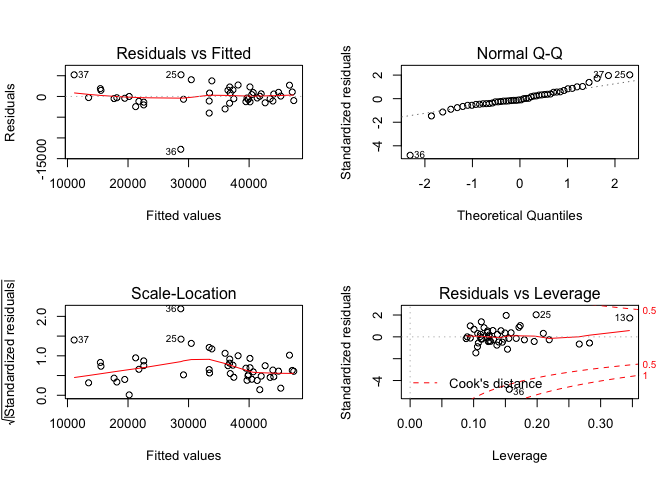 Residuals vs Fitted
Residuals
-15000 0
37
25
36
10000 20000 30000 40000
Fitted values
Normal Q-Q
Standardized residuals
-4 -2 0 2
37
25
36
-2 -1 0 1 2
Theoretical Quantiles
Scale-Location
√|Standardized residuals|
0.0 1.0 2.0
36
37
25
10000 20000 30000 40000
Fitted values
Residuals vs Leverage
Standardized residuals
-4 0 2
25
13
36
Cook's distance
0.5
0.5
1
0.00 0.10 0.20 0.30
Leverage